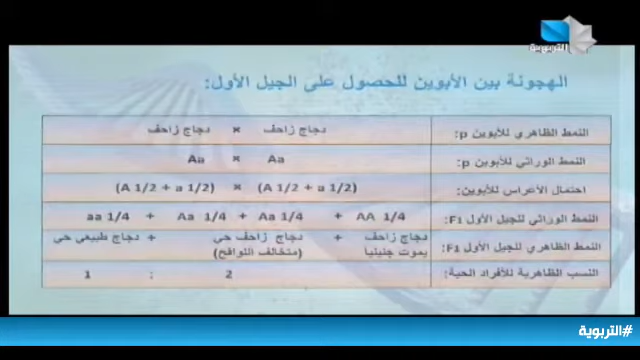 التربوية
الهجونة بين الأبوين للحصول على الجيل الأول:
النمط الظاهري للأبوين p: دجاج زاحف × دجاج زاحف
النمط الوراثي للأبوين p: Aa × Aa
احتمال الأعراس للأبوين: (A 1/2 + a 1/2) × (A 1/2 + a 1/2)
النمط الوراثي للجيل الأول F1: AA 1/4 + Aa 1/4 + Aa 1/4 + aa 1/4
النمط الظاهري للجيل الأول F1: دجاج زاحف + دجاج زاحف حي + دجاج طبيعي حي
يموت جنينياً (متخالف اللواقح)
النسب الظاهرية للأفراد الحية: 2 : 1
#التربوية